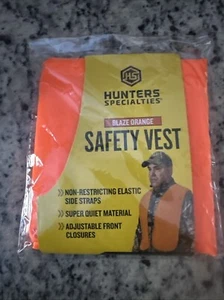 HS
HUNTERS
SPECIALTIES®
BLAZE ORANGE
SAFETY VEST
NON-RESTRICTING ELASTIC
SIDE STRAPS
SUPER QUIET MATERIAL
ADJUSTABLE FRONT
CLOSURES